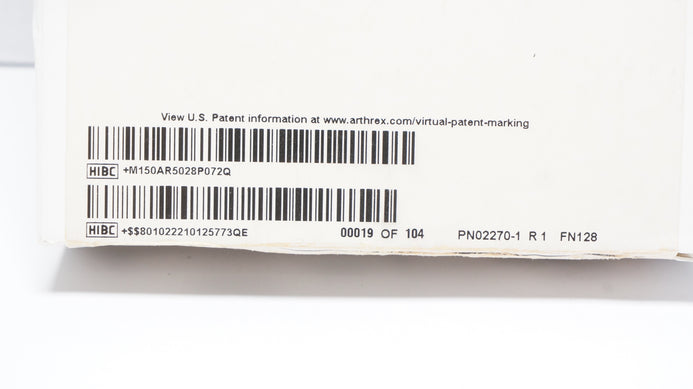 View U.S. Patent information at www.arthrex.com/virtual-patent-marking
HIBC +M150AR5028P072Q
HIBC +$$801022210125773QE 00019 OF 104 PN02270-1 R 1 FN128